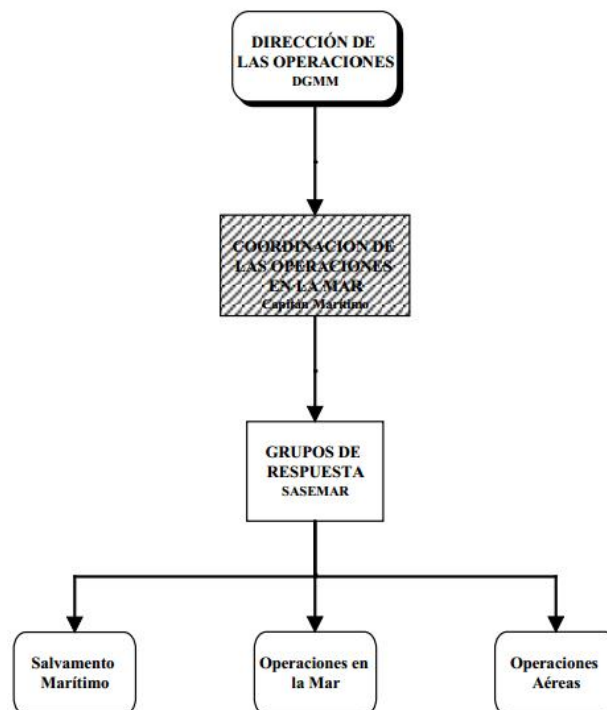 DIRECCIÓN DE
LAS OPERACIONES
DGMM
COORDINACIÓN DE
LAS OPERACIONES
EN LA MAR
Capitán Marítimo
GRUPOS DE
RESPUESTA
SASEMAR
Salvamento
Marítimo
Operaciones en
la Mar
Operaciones
Aéreas